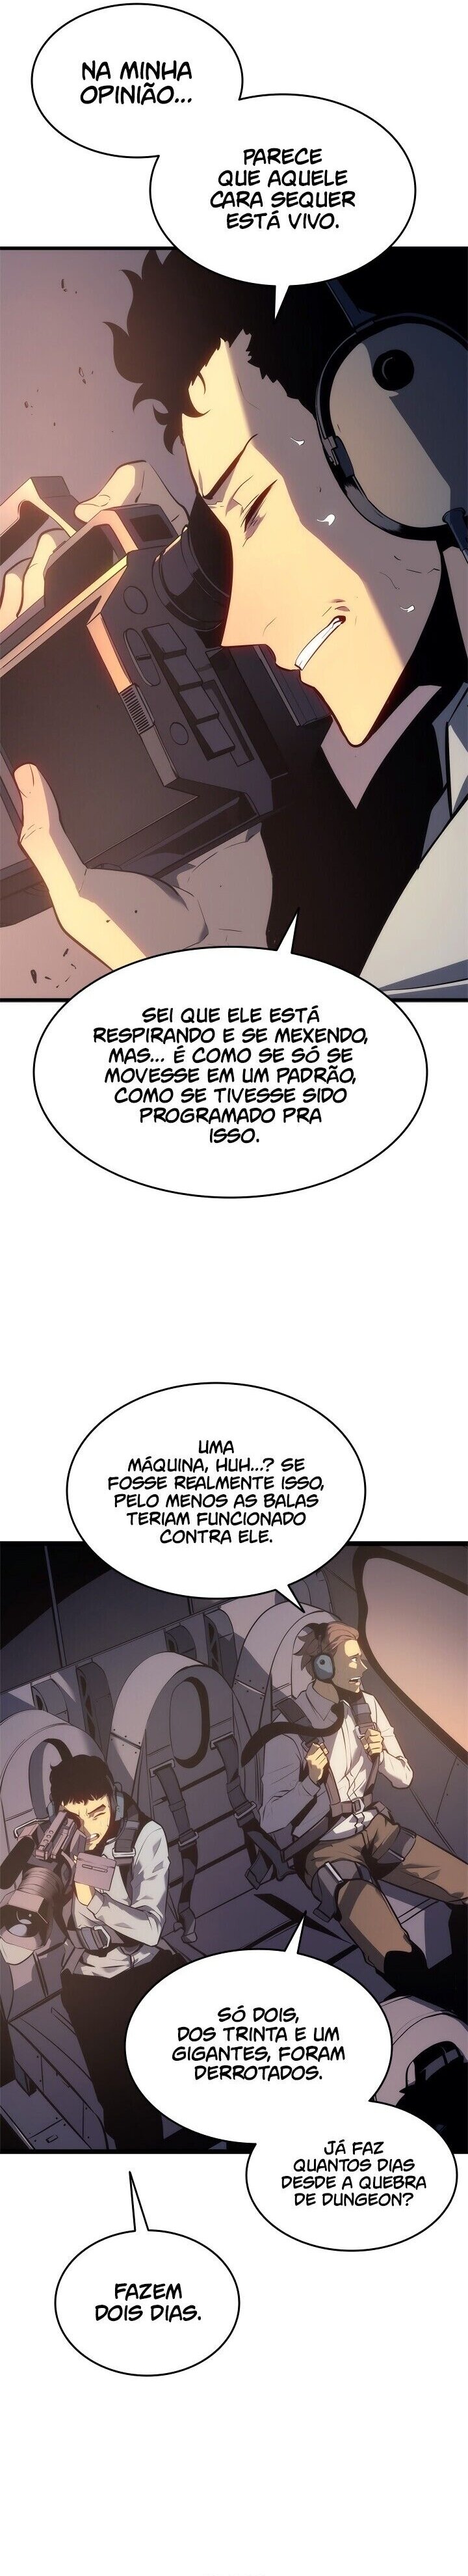 NA MINHA
OPINIÃO...
PARECE
QUE AQUELE
CARA SEQUER
ESTÁ VIVO.
SEI QUE ELE ESTÁ
RESPIRANDO E SE MEXENDO,
MAS... É COMO SE SÓ SE
MOVESSE EM UM PADRÃO,
COMO SE TIVESSE SIDO
PROGRAMADO PRA
ISSO.
UMA
MÁQUINA, HUH...? SE
FOSSE REALMENTE ISSO,
PELO MENOS AS BALAS
TERIAM FUNCIONADO
CONTRA ELE.
SÓ DOIS,
DOS TRINTA E UM
GIGANTES, FORAM
DERROTADOS.
JÁ FAZ
QUANTOS DIAS
DESDE A QUEBRA
DE DUNGEON?
FAZEM
DOIS DIAS.